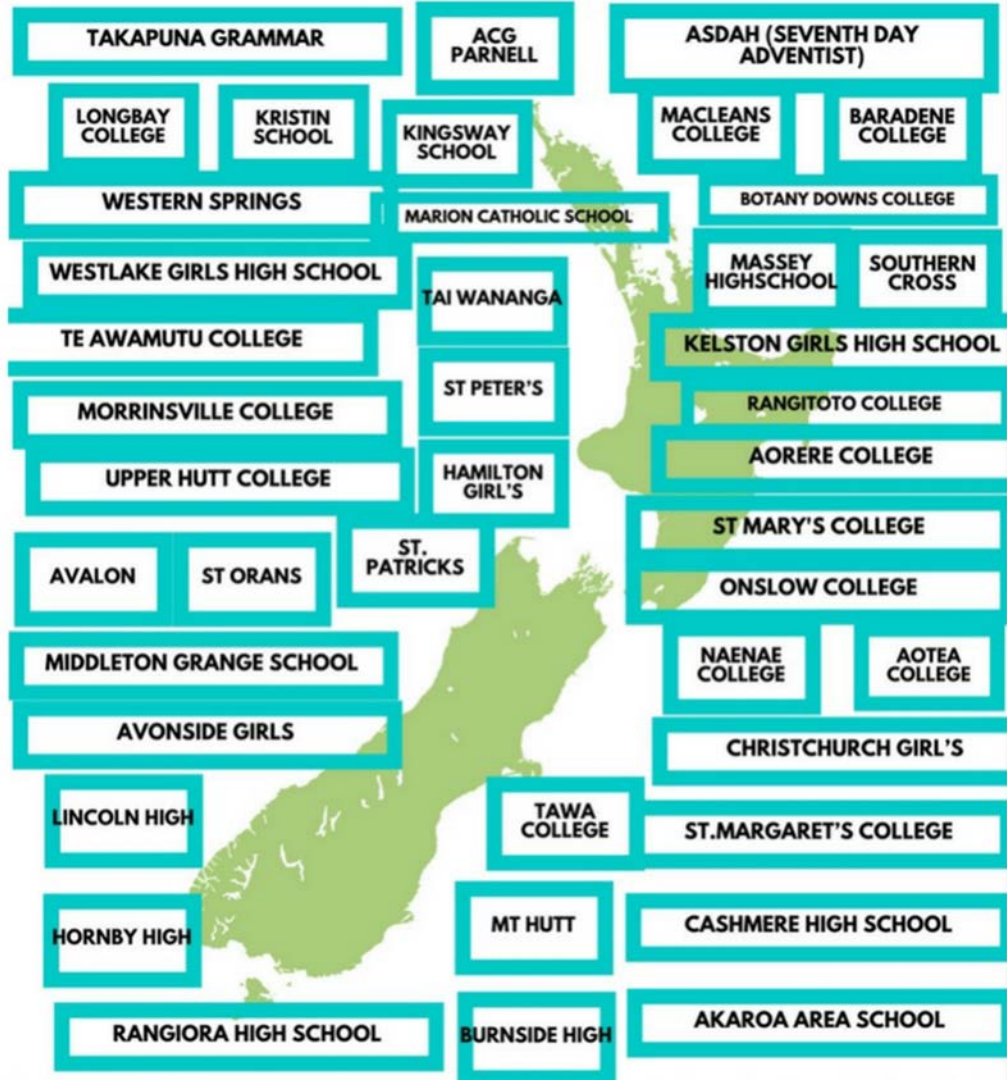 TAKAPUNA GRAMMAR
ACG
PARNELL
ASDAH (SEVENTH DAY
ADVENTIST)
LONGBAY
COLLEGE
KRISTIN
SCHOOL
KINGSWAY
SCHOOL
MACLEANS
COLLEGE
BARADENE
COLLEGE
WESTERN SPRINGS
MARION CATHOLIC SCHOOL
BOTANY DOWNS COLLEGE
WESTLAKE GIRLS HIGH SCHOOL
TAI WANANGA
MASSEY
HIGHSCHOOL
SOUTHERN
CROSS
TE AWAMUTU COLLEGE
KELSTON GIRLS HIGH SCHOOL
MORRINSVILLE COLLEGE
ST PETER'S
RANGITOTO COLLEGE
UPPER HUTT COLLEGE
HAMILTON
GIRL'S
AORERE COLLEGE
ST MARY'S COLLEGE
AVALON
ST ORANS
ST.
PATRICKS
ONSLOW COLLEGE
MIDDLETON GRANGE SCHOOL
NAENAE
COLLEGE
AOTEA
COLLEGE
AVONSIDE GIRLS
CHRISTCHURCH GIRL'S
LINCOLN HIGH
TAWA
COLLEGE
ST.MARGARET'S COLLEGE
HORNBY HIGH
MT HUTT
CASHMERE HIGH SCHOOL
RANGIORA HIGH SCHOOL
BURNSIDE HIGH
AKAROA AREA SCHOOL